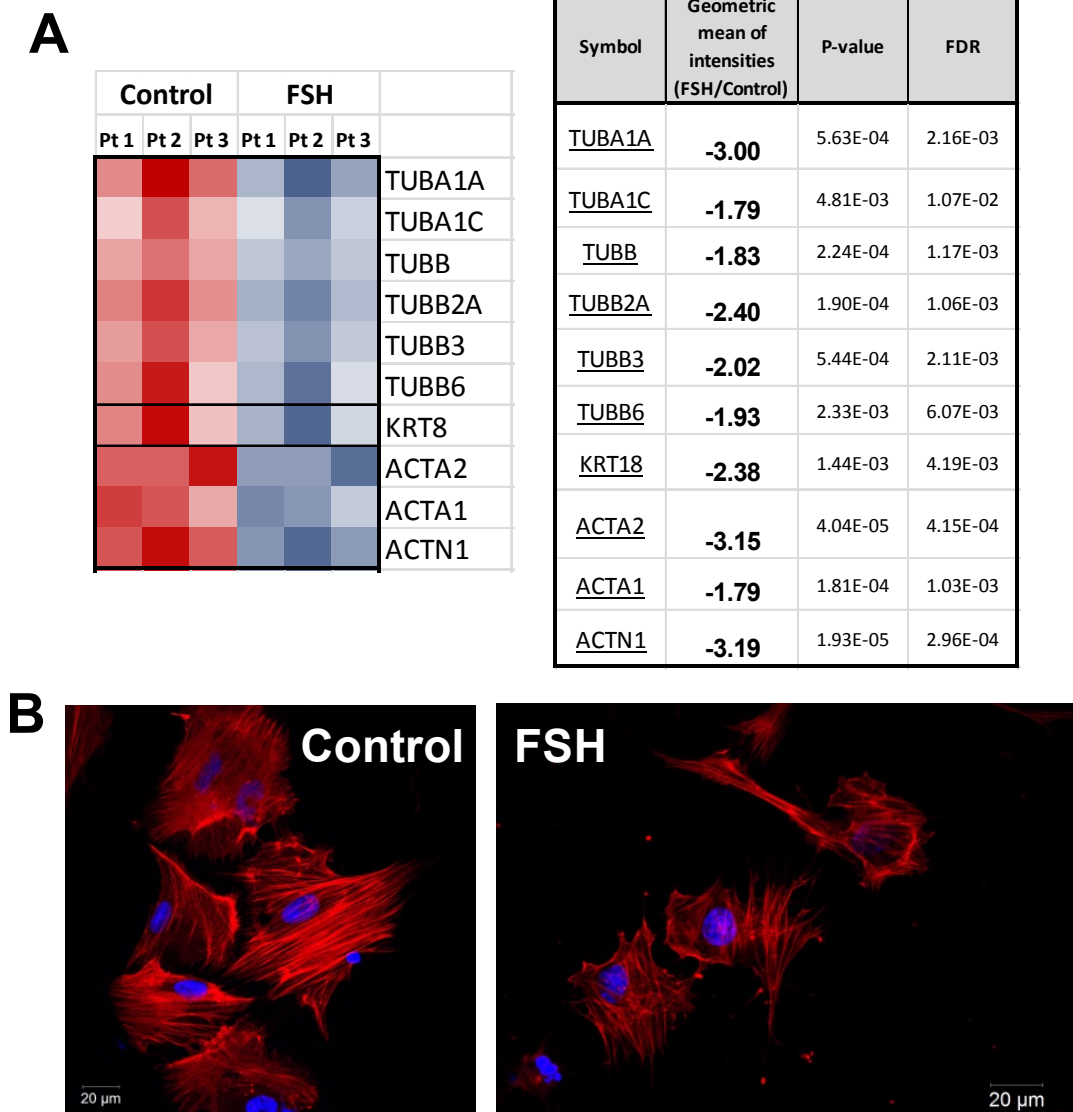 A
Control FSH
Pt 1 Pt 2 Pt 3 Pt 1 Pt 2 Pt 3
TUBA1A
TUBA1C
TUBB
TUBB2A
TUBB3
TUBB6
KRT8
ACTA2
ACTA1
ACTN1
Geometric
mean of
Symbol intensities P-value FDR
(FSH/Control)
TUBA1A -3.00 5.63E-04 2.16E-03
TUBA1C -1.79 4.81E-03 1.07E-02
TUBB -1.83 2.24E-04 1.17E-03
TUBB2A -2.40 1.90E-04 1.06E-03
TUBB3 -2.02 5.44E-04 2.11E-03
TUBB6 -1.93 2.33E-03 6.07E-03
KRT18 -2.38 1.44E-03 4.19E-03
ACTA2 -3.15 4.04E-05 4.15E-04
ACTA1 -1.79 1.81E-04 1.03E-03
ACTN1 -3.19 1.93E-05 2.96E-04
B
Control FSH
20 µm 20 µm